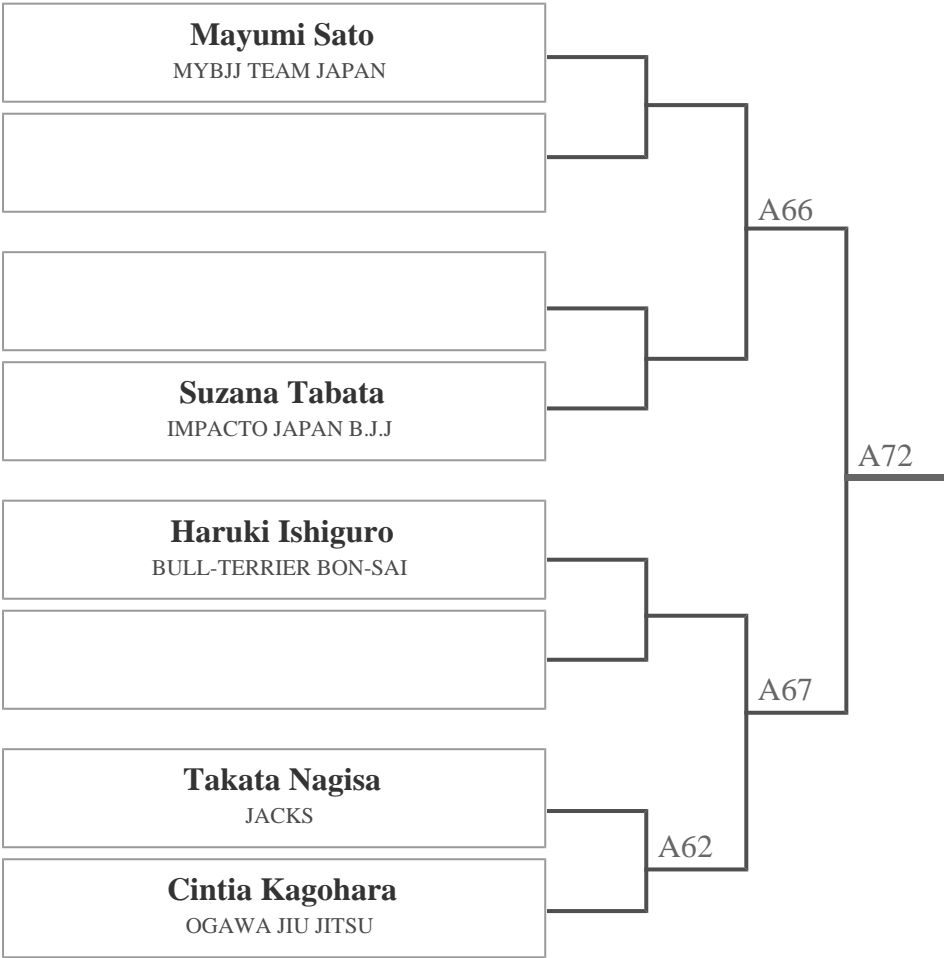 Mayumi Sato
MYBJJ TEAM JAPAN
A66
Suzana Tabata
IMPACTO JAPAN B.J.J
A72
Haruki Ishiguro
BULL-TERRIER BON-SAI
A67
Takata Nagisa
JACKS
A62
Cintia Kagohara
OGAWA JIU JITSU